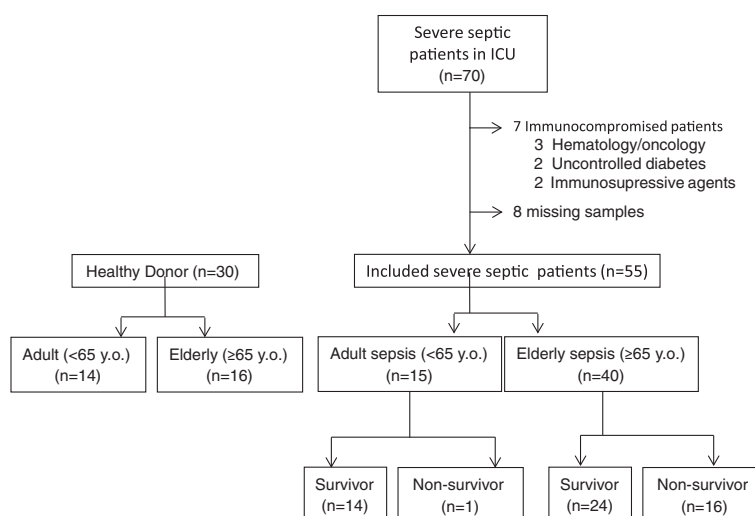 Severe septic
patients in ICU
(n=70)
7 Immunocompromised patients
3 Hematology/oncology
2 Uncontrolled diabetes
2 Immunosupressive agents
8 missing samples
Healthy Donor (n=30)
Included severe septic patients (n=55)
Adult (<65 y.o.)
(n=14)
Elderly (≥65 y.o.)
(n=16)
Adult sepsis (<65 y.o.)
(n=15)
Elderly sepsis (≥65 y.o.)
(n=40)
Survivor
(n=14)
Non-survivor
(n=1)
Survivor
(n=24)
Non-survivor
(n=16)